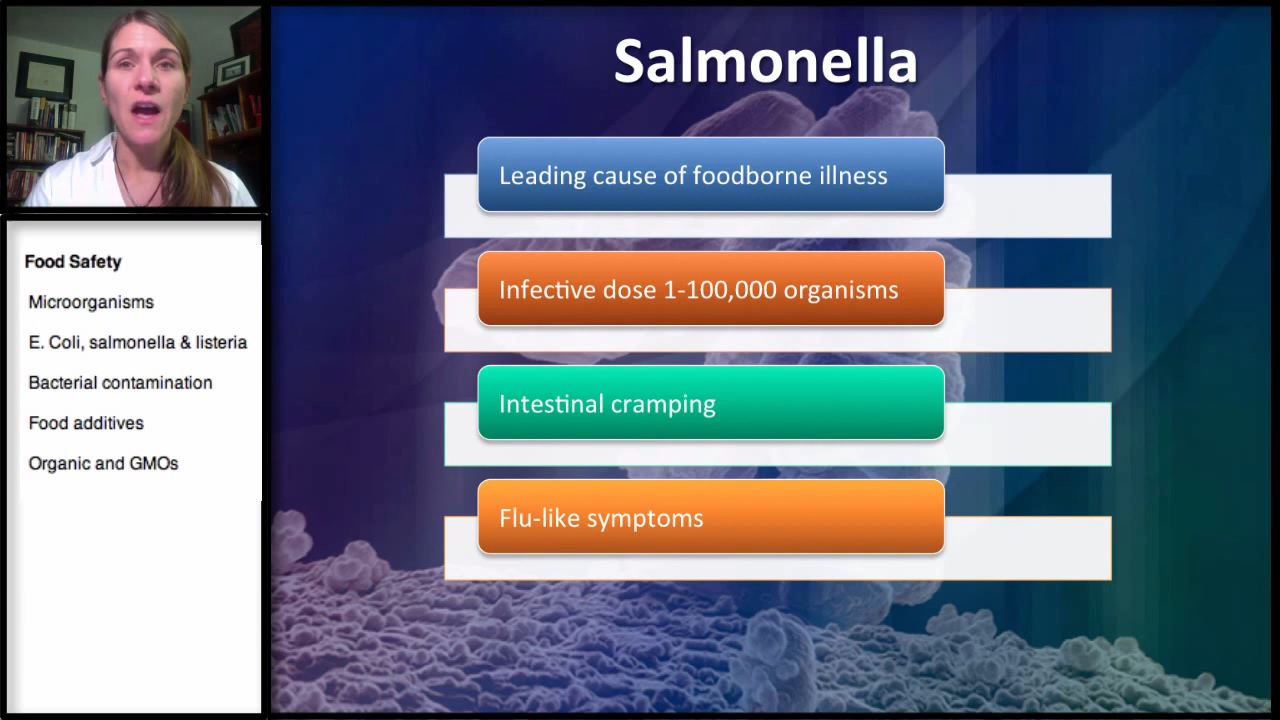 Salmonella
Leading cause of foodborne illness
Infective dose 1-100,000 organisms
Intestinal cramping
Flu-like symptoms
Food Safety
Microorganisms
E. Coli, salmonella & listeria
Bacterial contamination
Food additives
Organic and GMOs